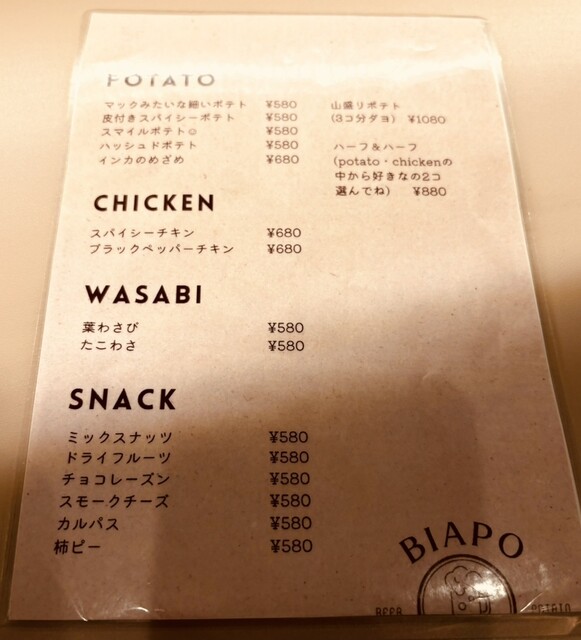 POTATO
マックみたいな細いポテト ¥580
皮付きスパイシーポテト ¥580
スマイルポテト☺ ¥580
ハッシュドポテト ¥580
インカのめざめ ¥680
山盛りポテト
(3コ分ダヨ) ¥1080
ハーフ&ハーフ
(potato・chickenの
中から好きなの2コ
選んでね) ¥880
CHICKEN
スパイシーチキン ¥680
ブラックペッパーチキン ¥680
WASABI
葉わさび ¥580
たこわさ ¥580
SNACK
ミックスナッツ ¥580
ドライフルーツ ¥580
チョコレーズン ¥580
スモークチーズ ¥580
カルパス ¥580
柿ピー ¥580
BIAPO
BEER
POTATO